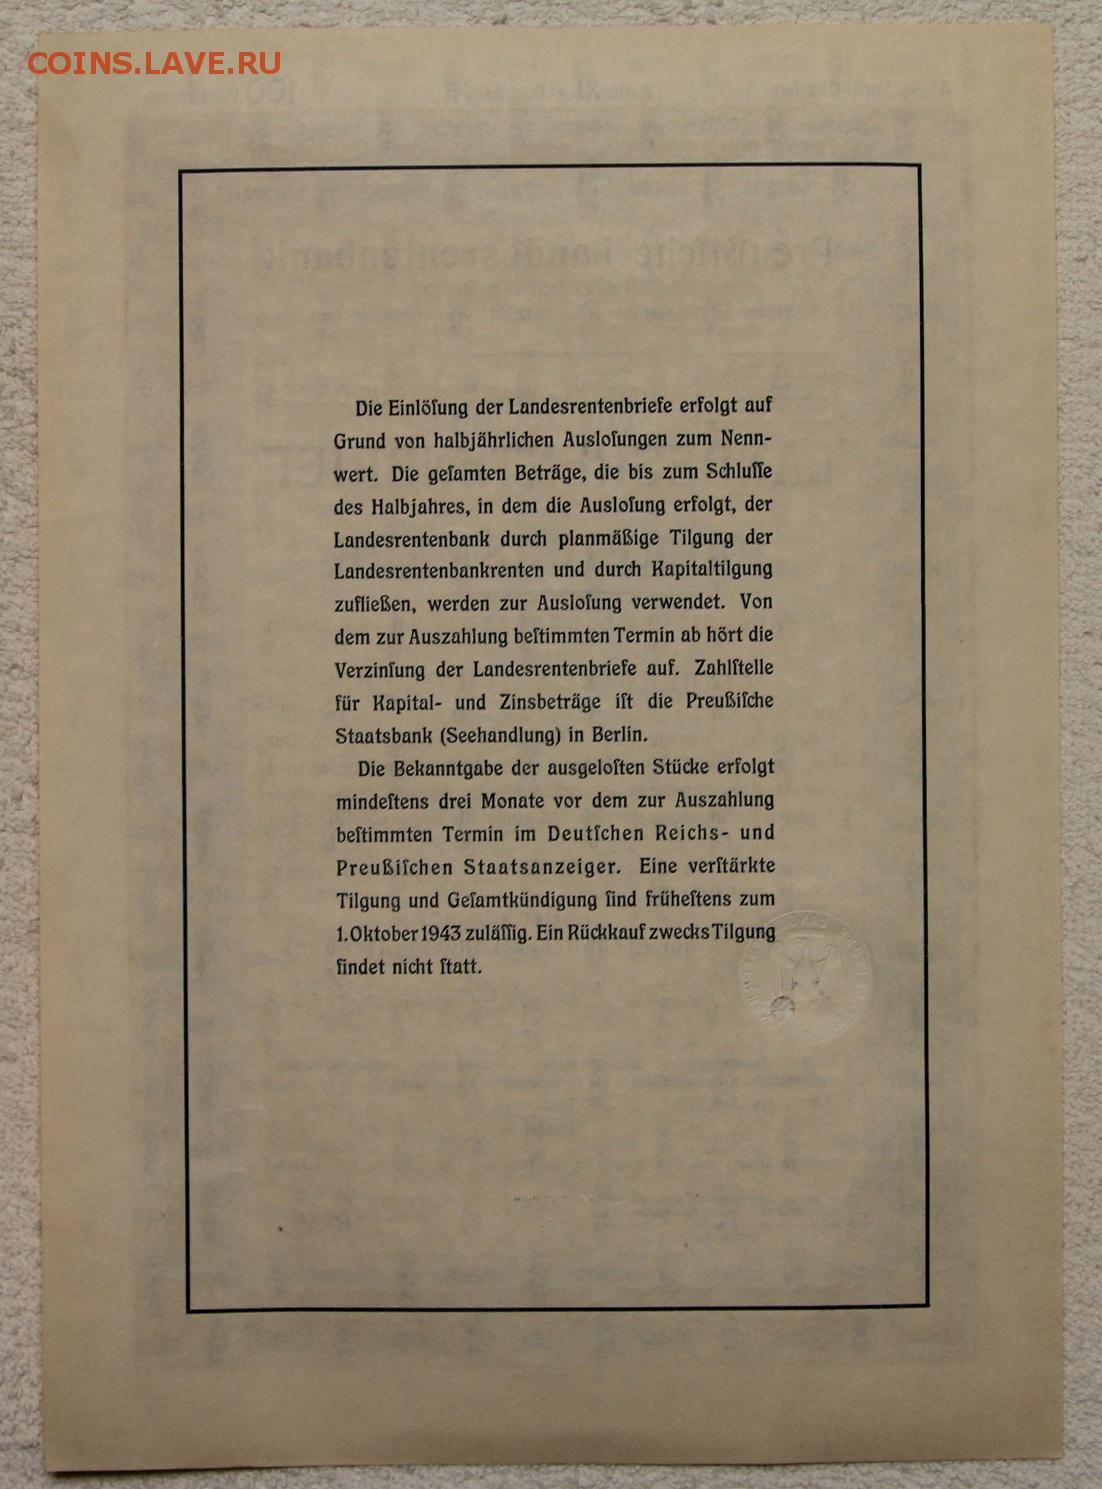 COINS.LAVE.RU
Die Einlöſung der Landesrentenbriefe erfolgt auf
Grund von halbjährlichen Ausloſungen zum Nenn-
wert. Die geſamten Beträge, die bis zum Schluſſe
des Halbjahres, in dem die Ausloſung erfolgt, der
Landesrentenbank durch planmäßige Tilgung der
Landesrentenbankrenten und durch Kapitaltilgung
zufließen, werden zur Ausloſung verwendet. Von
dem zur Auszahlung beſtimmten Termin ab hört die
Verzinſung der Landesrentenbriefe auf. Zahlſtelle
für Kapital- und Zinsbeträge iſt die Preußiſche
Staatsbank (Seehandlung) in Berlin.
Die Bekanntgabe der ausgeloſten Stücke erfolgt
mindeſtens drei Monate vor dem zur Auszahlung
beſtimmten Termin im Deutſchen Reichs- und
Preußiſchen Staatsanzeiger. Eine verſtärkte
Tilgung und Geſamtkündigung ſind früheſtens zum
1. Oktober 1943 zuläſſig. Ein Rückkauf zwecks Tilgung
findet nicht ſtatt.